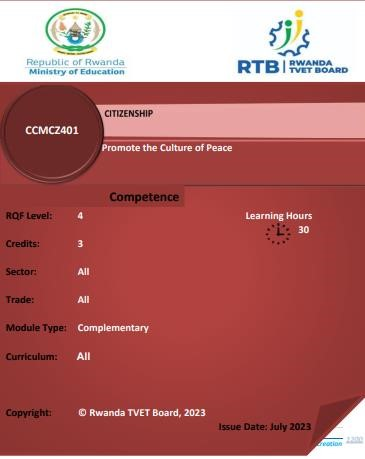 Republic of Rwanda
Ministry of Education
RTB | RWANDA
TVET BOARD
CCMCZ401
CITIZENSHIP
Promote the Culture of Peace
Competence
RQF Level: 4
Learning Hours
30
Credits: 3
Sector: All
Trade: All
Module Type: Complementary
Curriculum: All
Copyright: © Rwanda TVET Board, 2023
Issue Date: July 2023
creation